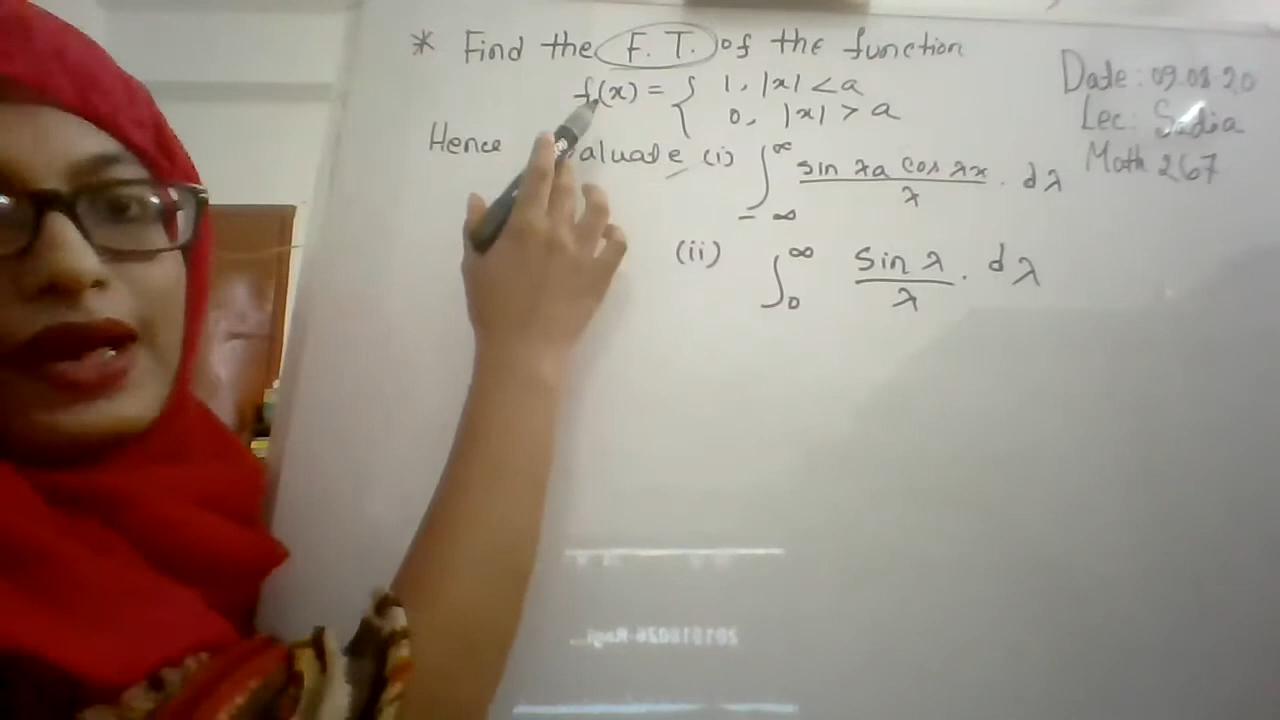 * Find the F. T. of the function
f(x) = { 1, |x| < a
0, |x| > a
Hence aluate (i) ∫_{-∞}^{∞} sin λa cos λx / λ . dλ
(ii) ∫_0^∞ sin λ / λ . dλ
Date: 09.08.20
Lec: Sadia
Math 267